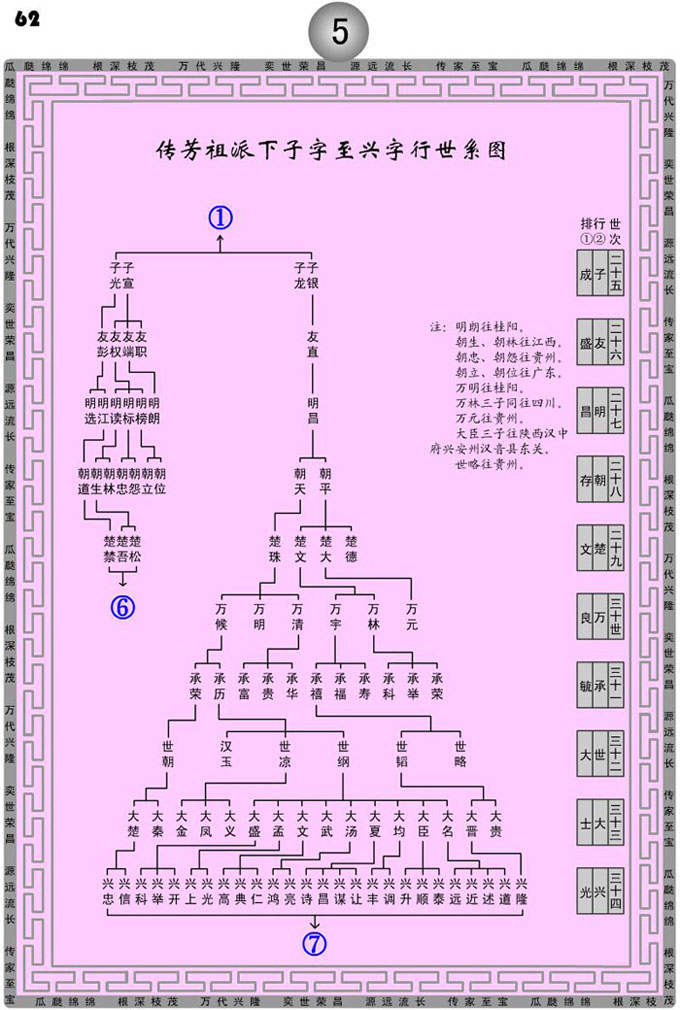 62
5
瓜瓞绵绵 根深枝茂 万代兴隆 奕世荣昌 源远流长 传家至宝 瓜瓞绵绵 根深枝茂
瓜瓞绵绵 根深枝茂 万代兴隆 奕世荣昌 源远流长 传家至宝 瓜瓞绵绵 根深枝茂 万代兴隆 奕世荣昌 源远流长 传家至宝
万代兴隆 奕世荣昌 源远流长 传家至宝 瓜瓞绵绵 根深枝茂 万代兴隆 奕世荣昌 源远流长 传家至宝 瓜瓞绵绵 根深枝茂
传芳祖派下子字至兴字行世系图
①
排行 世次
①②
子光 子宣 子龙 子银
成 子 二十五
友彭 友权 友端 友职 友直
盛 友 二十六
注：明朗往桂阳。
朝生、朝林往江西。
朝忠、朝怨往贵州。
朝立、朝位往广东。
万明往桂阳。
万林三子同往四川。
万元往贵州。
大臣三子往陕西汉中
府兴安州汉音县东关。
世略往贵州。
明选 明江 明读 明标 明榜 明朗 明昌
昌 明 二十七
朝道 朝生 朝林 朝忠 朝怨 朝立 朝位 朝天 朝平
存 朝 二十八
楚禁 楚吾 楚松 楚珠 楚文 楚大 楚德
文 楚 二十九
⑥
万候 万明 万清 万宇 万林 万元
良 万 三十世
承荣 承历 承富 承贵 承华 承禧 承福 承寿 承科 承举 承荣
毓 承 三十一
世朝 汉玉 世凉 世纲 世韬 世略
大 世 三十二
大楚 大秦 大金 大凤 大义 大盛 大孟 大文 大武 大汤 大夏 大均 大臣 大名 大晋 大贵
士 大 三十三
兴忠 兴信 兴科 兴举 兴开 兴上 兴光 兴高 兴典 兴仁 兴鸿 兴亮 兴诗 兴昌 兴谋 兴让 兴丰 兴调 兴升 兴顺 兴泰 兴远 兴近 兴述 兴道 兴隆
光 兴 三十四
⑦
瓜瓞绵绵 根深枝茂 万代兴隆 奕世荣昌 源远流长 传家至宝 瓜瓞绵绵 根深枝茂